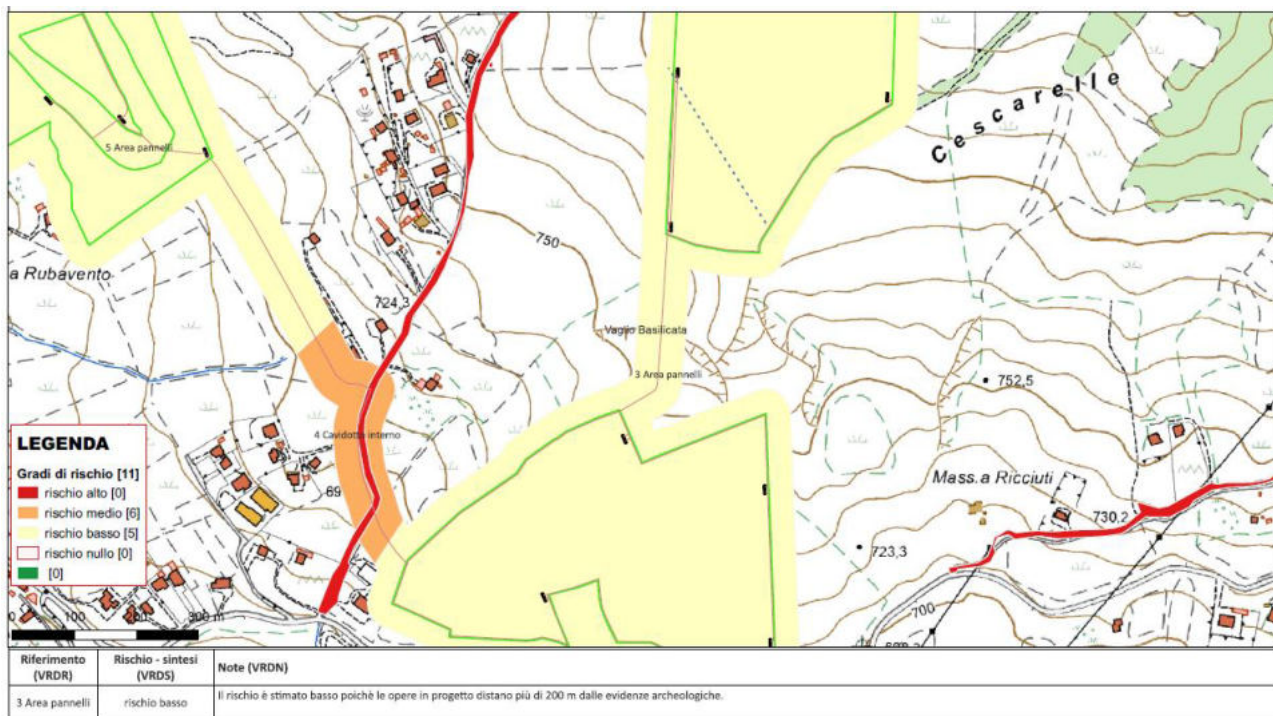 Cescarelle
5 Area pannelli
750
a Rubavento
724,3
Vaglio Basilicata
3 Area pannelli
752,5
4 Cavidotto interno
LEGENDA
Gradi di rischio [11]
rischio alto [0]
rischio medio [6]
rischio basso [5]
rischio nullo [0]
[0]
69
Mass.a Ricciuti
730,2
723,3
700
100
300 m
Riferimento (VRDR)
Rischio - sintesi (VRDS)
Note (VRDN)
3 Area pannelli
rischio basso
Il rischio è stimato basso poichè le opere in progetto distano più di 200 m dalle evidenze archeologiche.